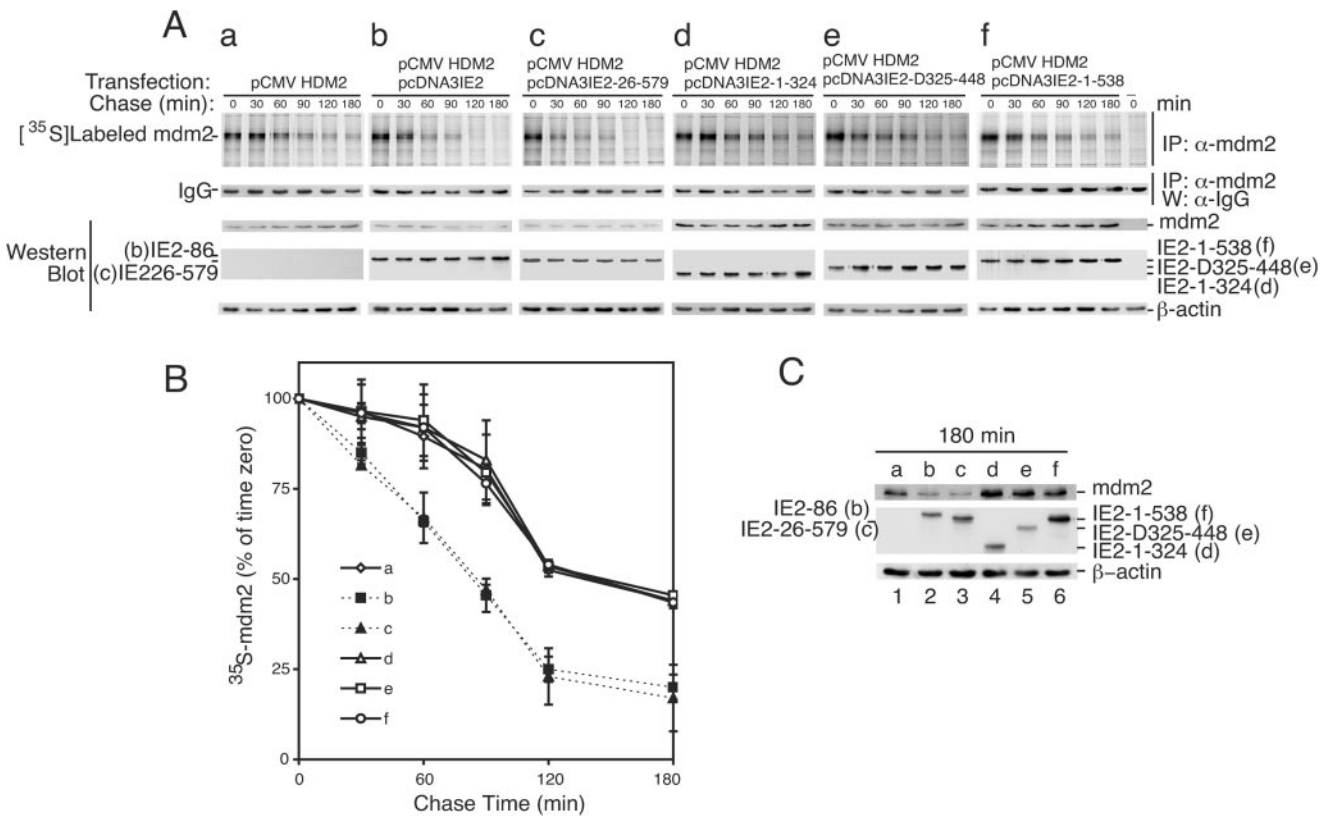 A
a b c d e f
Transfection: pCMV HDM2 pCMV HDM2 pCMV HDM2 pCMV HDM2 pCMV HDM2 pCMV HDM2
pcDNA3IE2 pcDNA3IE2-26-579 pcDNA3IE2-1-324 pcDNA3IE2-D325-448 pcDNA3IE2-1-538
Chase (min): 0 30 60 90 120 180 0 30 60 90 120 180 0 30 60 90 120 180 0 30 60 90 120 180 0 30 60 90 120 180 0 30 60 90 120 180 0 min
[35S]Labeled mdm2 IP: α-mdm2
IgG IP: α-mdm2
W: α-IgG
mdm2
Western Blot
(b)IE2-86
(c)IE226-579
IE2-1-538 (f)
IE2-D325-448 (e)
IE2-1-324 (d)
β-actin
B
35S-mdm2 (% of time zero)
100
75
50
25
0
a
b
c
d
e
f
0 60 120 180
Chase Time (min)
C
180 min
a b c d e f
mdm2
IE2-86 (b)
IE2-26-579 (c)
IE2-1-538 (f)
IE2-D325-448 (e)
IE2-1-324 (d)
β-actin
1 2 3 4 5 6